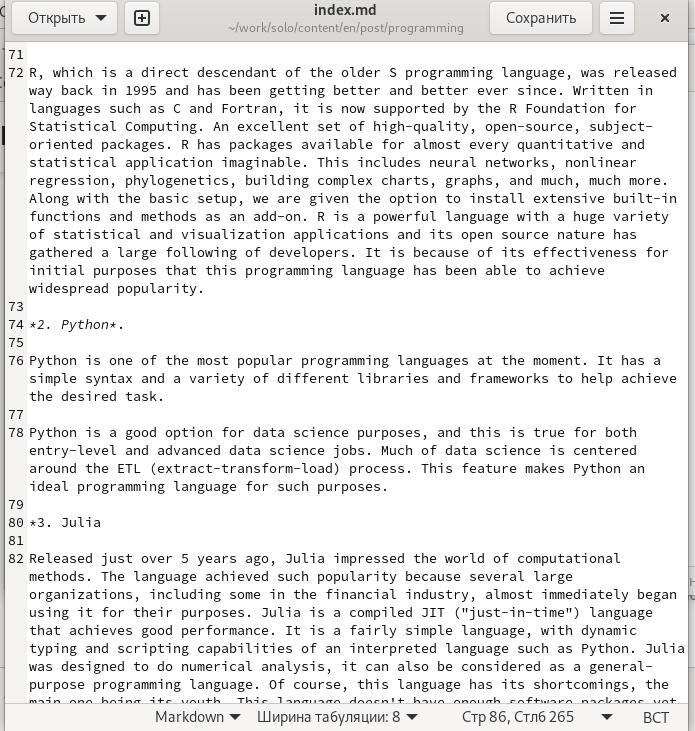 Открыть
index.md
~/work/solo/content/en/post/programming
Сохранить
71
72 R, which is a direct descendant of the older S programming language, was released
way back in 1995 and has been getting better and better ever since. Written in
languages such as C and Fortran, it is now supported by the R Foundation for
Statistical Computing. An excellent set of high-quality, open-source, subject-
oriented packages. R has packages available for almost every quantitative and
statistical application imaginable. This includes neural networks, nonlinear
regression, phylogenetics, building complex charts, graphs, and much, much more.
Along with the basic setup, we are given the option to install extensive built-in
functions and methods as an add-on. R is a powerful language with a huge variety
of statistical and visualization applications and its open source nature has
gathered a large following of developers. It is because of its effectiveness for
initial purposes that this programming language has been able to achieve
widespread popularity.
73
74 *2. Python*.
75
76 Python is one of the most popular programming languages at the moment. It has a
simple syntax and a variety of different libraries and frameworks to help achieve
the desired task.
77
78 Python is a good option for data science purposes, and this is true for both
entry-level and advanced data science jobs. Much of data science is centered
around the ETL (extract-transform-load) process. This feature makes Python an
ideal programming language for such purposes.
79
80 *3. Julia
81
82 Released just over 5 years ago, Julia impressed the world of computational
methods. The language achieved such popularity because several large
organizations, including some in the financial industry, almost immediately began
using it for their purposes. Julia is a compiled JIT ("just-in-time") language
that achieves good performance. It is a fairly simple language, with dynamic
typing and scripting capabilities of an interpreted language such as Python. Julia
was designed to do numerical analysis, it can also be considered as a general-
purpose programming language. Of course, this language has its shortcomings, the
main one being its youth. This language doesn't have enough software packages yet
Markdown Ширина табуляции: 8 Стр 86, Стлб 265 ВСТ